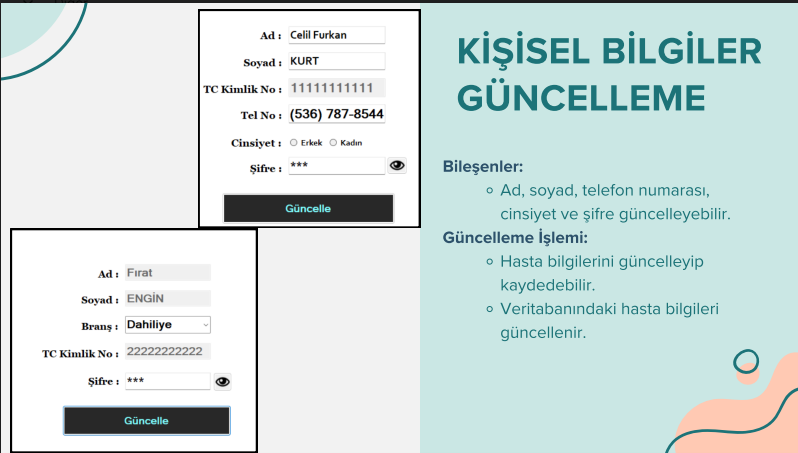 Ad : Celil Furkan
Soyad : KURT
TC Kimlik No : 11111111111
Tel No : (536) 787-8544
Cinsiyet : Erkek Kadın
Şifre : ***
Güncelle
Ad : Fırat
Soyad : ENGİN
Branş : Dahiliye
TC Kimlik No : 22222222222
Şifre : ***
Güncelle
KİŞİSEL BİLGİLER
GÜNCELLEME
Bileşenler:
Ad, soyad, telefon numarası,
cinsiyet ve şifre güncelleyebilir.
Güncelleme İşlemi:
Hasta bilgilerini güncelleyip
kaydedebilir.
Veritabanındaki hasta bilgileri
güncellenir.